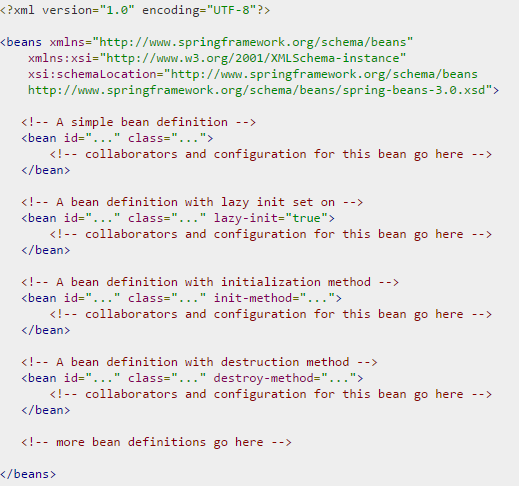 <?xml version="1.0" encoding="UTF-8"?>
<beans xmlns="http://www.springframework.org/schema/beans"
xmlns:xsi="http://www.w3.org/2001/XMLSchema-instance"
xsi:schemaLocation="http://www.springframework.org/schema/beans
http://www.springframework.org/schema/beans/spring-beans-3.0.xsd">
<!-- A simple bean definition -->
<bean id="..." class="...">
<!-- collaborators and configuration for this bean go here -->
</bean>
<!-- A bean definition with lazy init set on -->
<bean id="..." class="..." lazy-init="true">
<!-- collaborators and configuration for this bean go here -->
</bean>
<!-- A bean definition with initialization method -->
<bean id="..." class="..." init-method="...">
<!-- collaborators and configuration for this bean go here -->
</bean>
<!-- A bean definition with destruction method -->
<bean id="..." class="..." destroy-method="...">
<!-- collaborators and configuration for this bean go here -->
</bean>
<!-- more bean definitions go here -->
</beans>